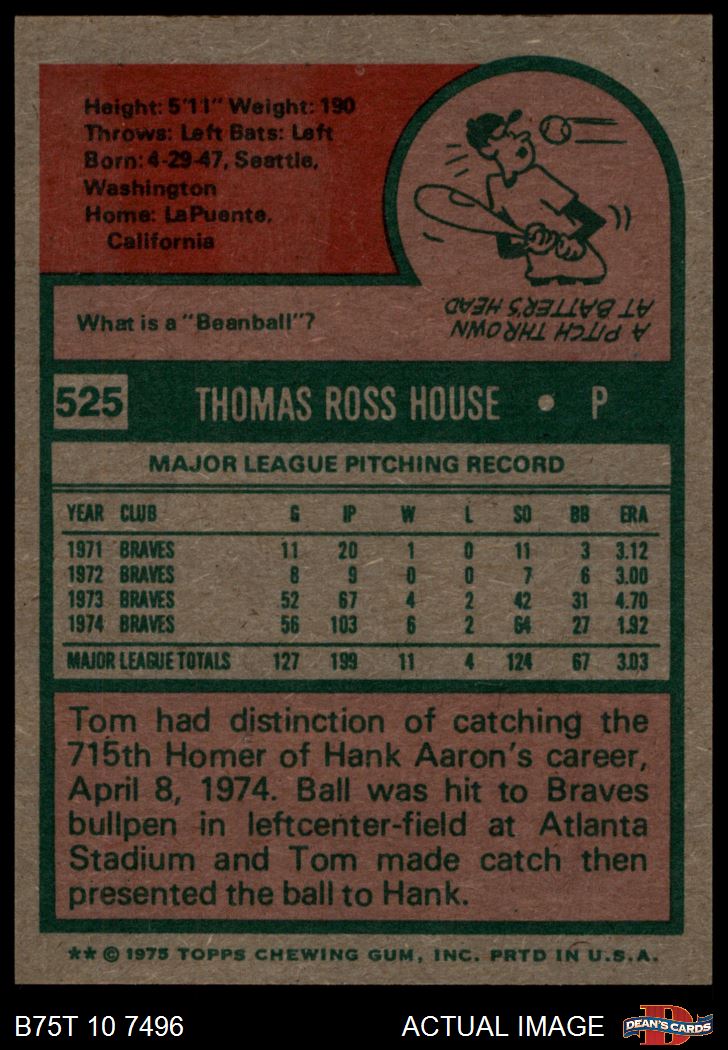 Height: 5'11" Weight: 190
Throws: Left Bats: Left
Born: 4-29-47, Seattle,
Washington
Home: LaPuente,
California
What is a "Beanball"?
A PITCH THROWN
AT BATTER'S HEAD.
525 THOMAS ROSS HOUSE • P
MAJOR LEAGUE PITCHING RECORD
YEAR CLUB G IP W L SO BB ERA
1971 BRAVES 11 20 1 0 11 3 3.12
1972 BRAVES 8 9 0 0 7 6 3.00
1973 BRAVES 52 67 4 2 42 31 4.70
1974 BRAVES 56 103 6 2 64 27 1.92
MAJOR LEAGUE TOTALS 127 199 11 4 124 67 3.03
Tom had distinction of catching the
715th Homer of Hank Aaron's career,
April 8, 1974. Ball was hit to Braves
bullpen in leftcenter-field at Atlanta
Stadium and Tom made catch then
presented the ball to Hank.
** © 1975 TOPPS CHEWING GUM, INC. PRTD IN U.S.A.
B75T 10 7496 ACTUAL IMAGE D DEAN'S CARDS